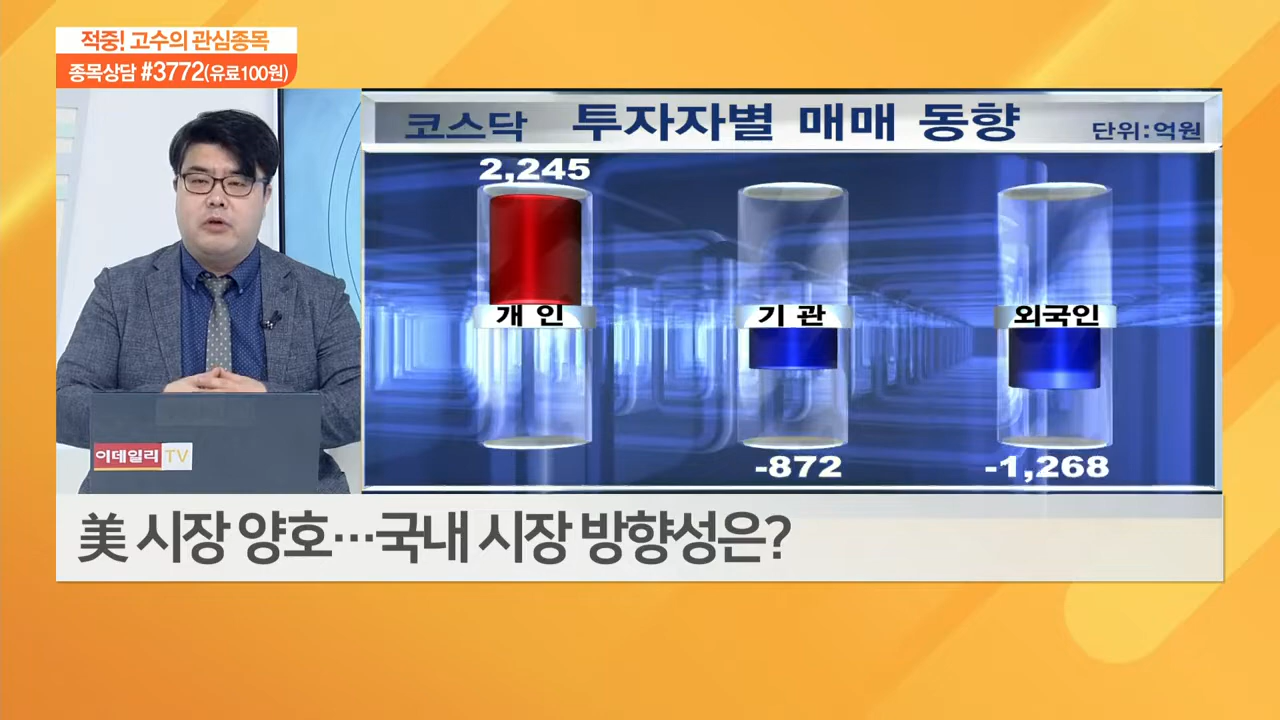 적중! 고수의 관심종목
종목상담 #3772(유료100원)
코스닥 투자자별 매매 동향 단위:억원
2,245
개인 기관 외국인
-872 -1,268
이데일리TV
美 시장 양호…국내 시장 방향성은?